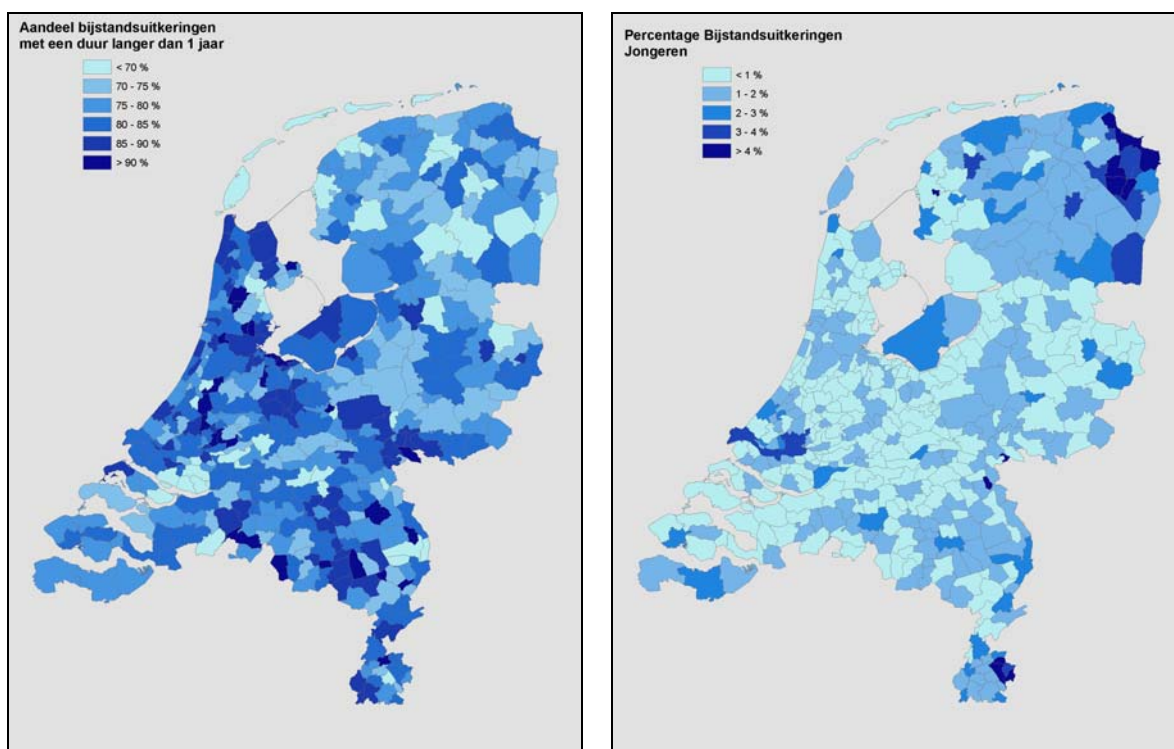 Aandeel bijstandsuitkeringen
met een duur langer dan 1 jaar
< 70 %
70 - 75 %
75 - 80 %
80 - 85 %
85 - 90 %
> 90 %
Percentage Bijstandsuitkeringen
Jongeren
< 1 %
1 - 2 %
2 - 3 %
3 - 4 %
> 4 %